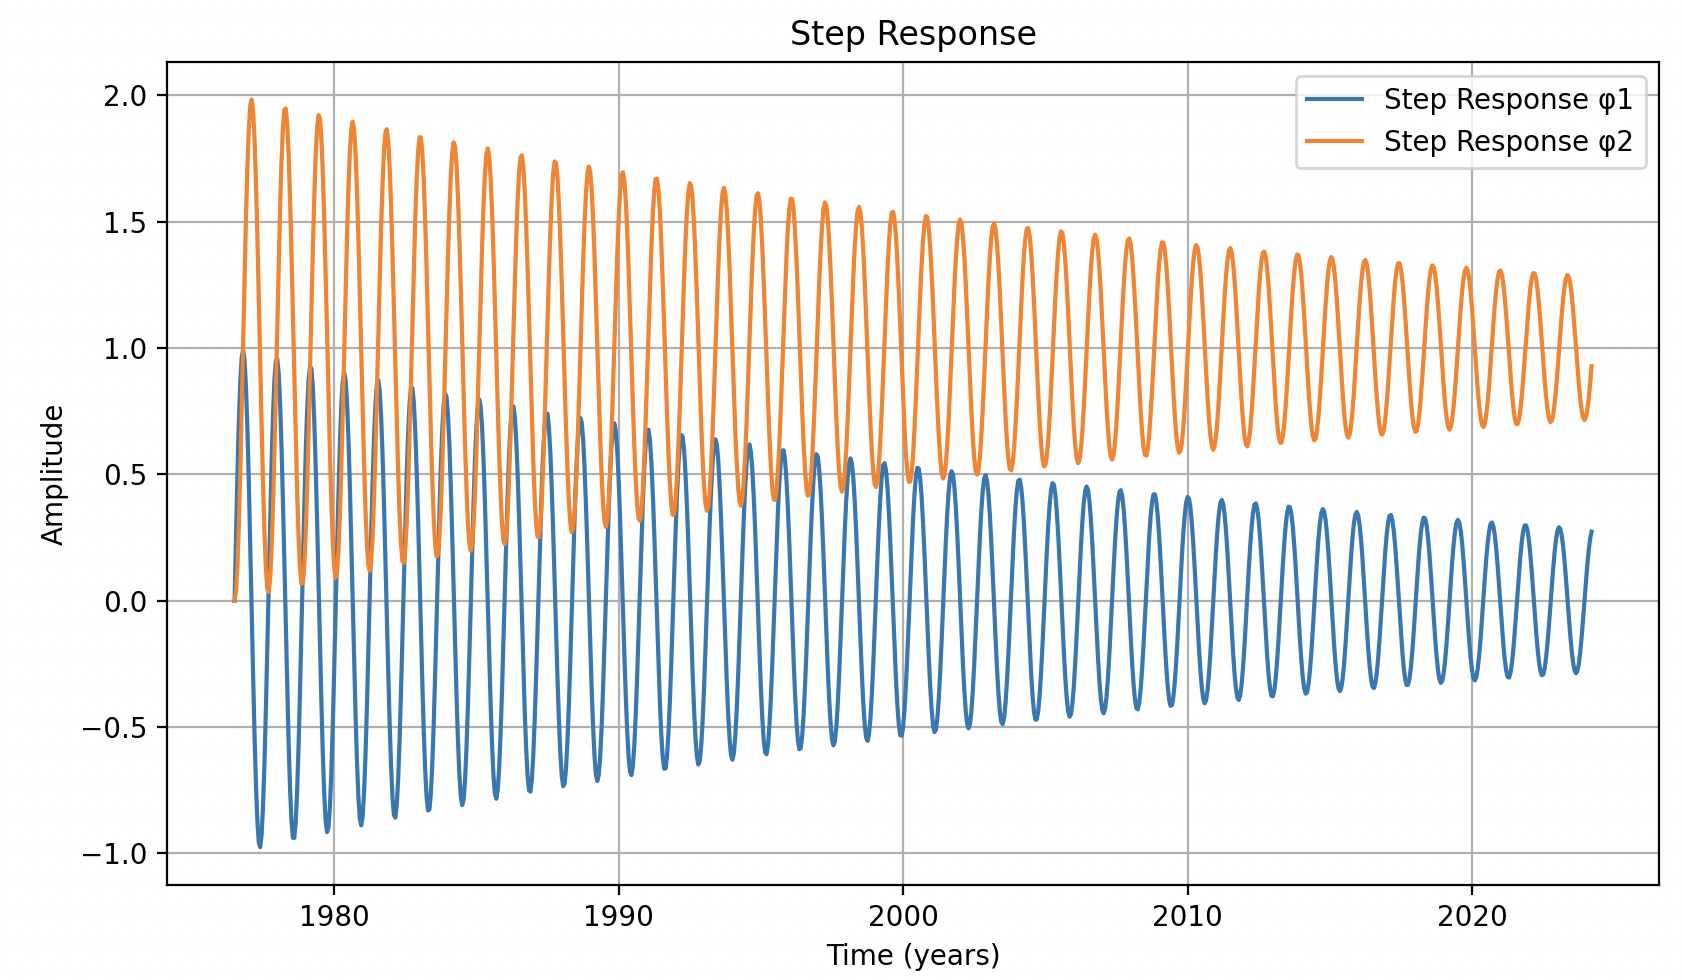 Step Response
Step Response φ1
Step Response φ2
2.0
1.5
1.0
0.5
0.0
−0.5
−1.0
Amplitude
1980 1990 2000 2010 2020
Time (years)